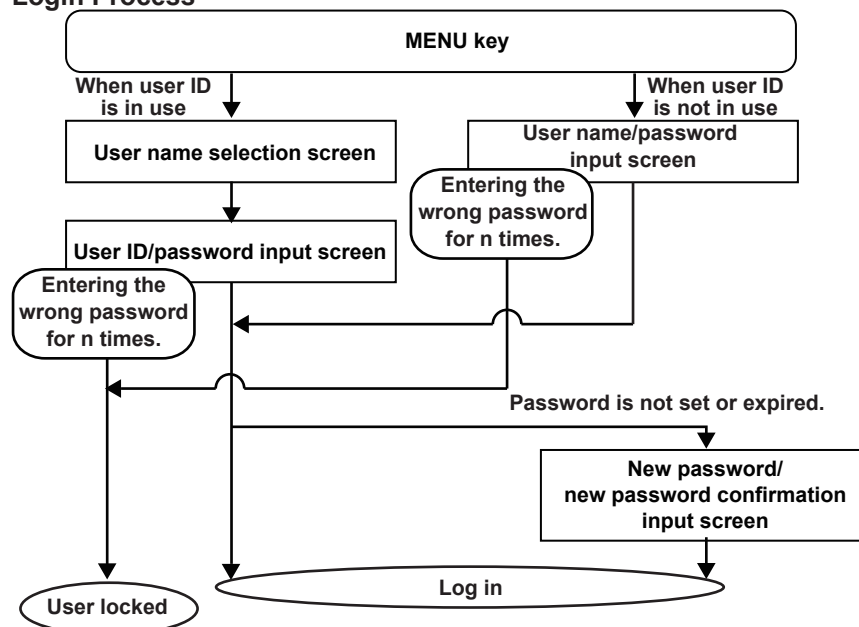 Login Process
MENU key
When user ID
is in use
When user ID
is not in use
User name selection screen
User name/password
input screen
Entering the
wrong password
for n times.
User ID/password input screen
Entering the
wrong password
for n times.
Password is not set or expired.
New password/
new password confirmation
input screen
Log in
User locked